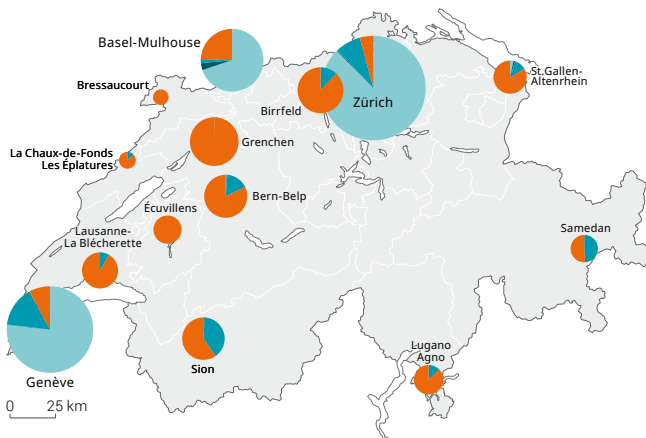 Basel-Mulhouse
Bressaucourt
Birrfeld
Zürich
St.Gallen-
Altenrhein
Grenchen
La Chaux-de-Fonds
Les Éplatures
Bern-Belp
Écuvillens
Lausanne-
La Blécherette
Samedan
Genève
Sion
Lugano
Agno
0 25 km